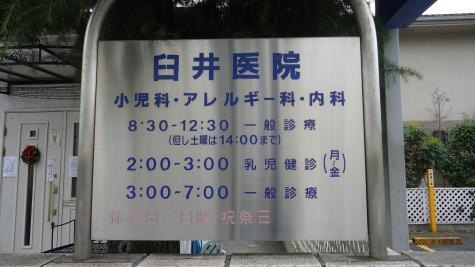 臼井医院
小児科・アレルギー科・内科
8:30-12:30 一般診療
(但し土曜は14:00まで)
2:00-3:00 乳児健診(月~金)
3:00-7:00 一般診療
休診日 日曜 祝祭日